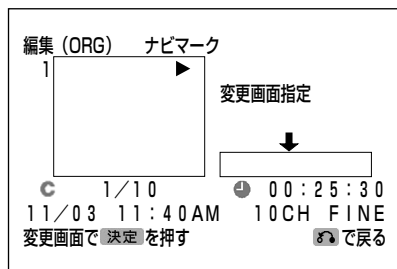 編集（ORG） ナビマーク
1
変更画面指定
C 1／10 00：25：30
11／03 11：40AM 10CH FINE
変更画面で 決定 を押す で戻る